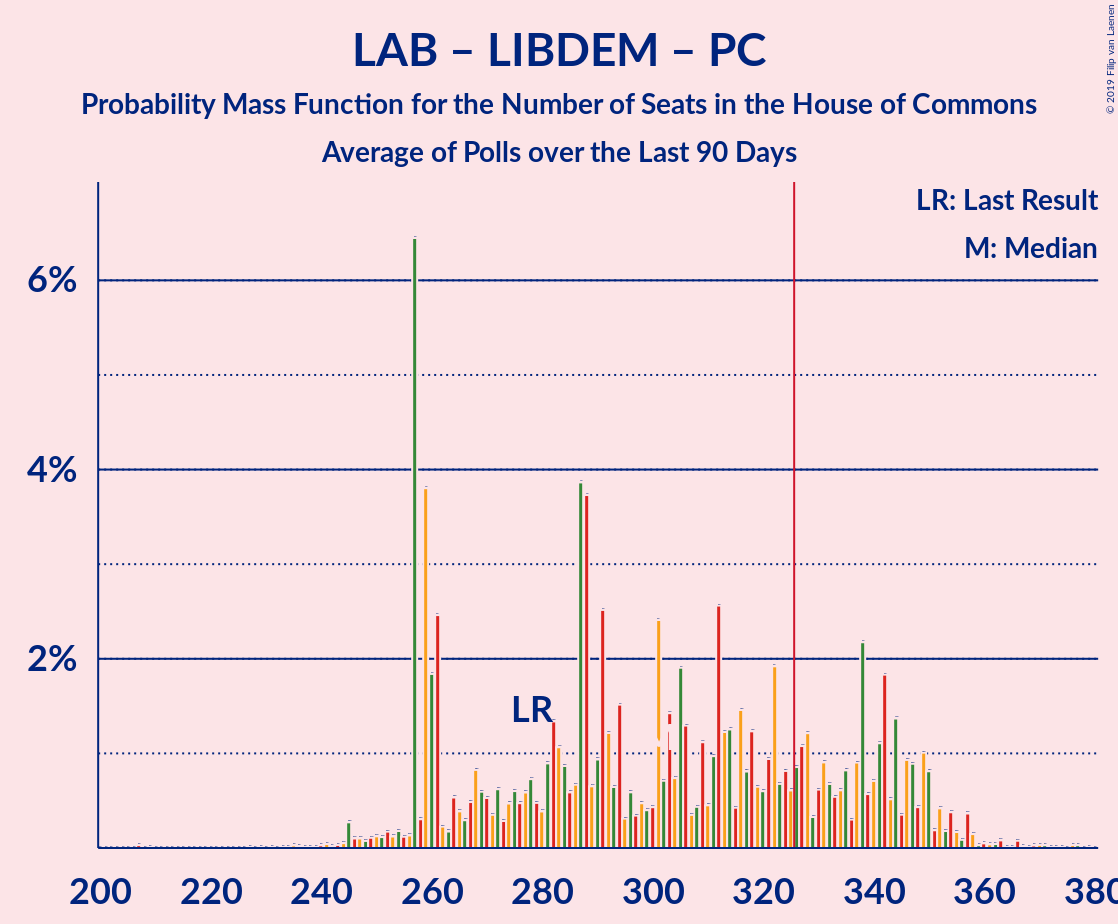 LAB – LIBDEM – PC
Probability Mass Function for the Number of Seats in the House of Commons
Average of Polls over the Last 90 Days
© 2019 Filip van Laenen
LR: Last Result
M: Median
6%
4%
2%
LR
200 220 240 260 280 300 320 340 360 380